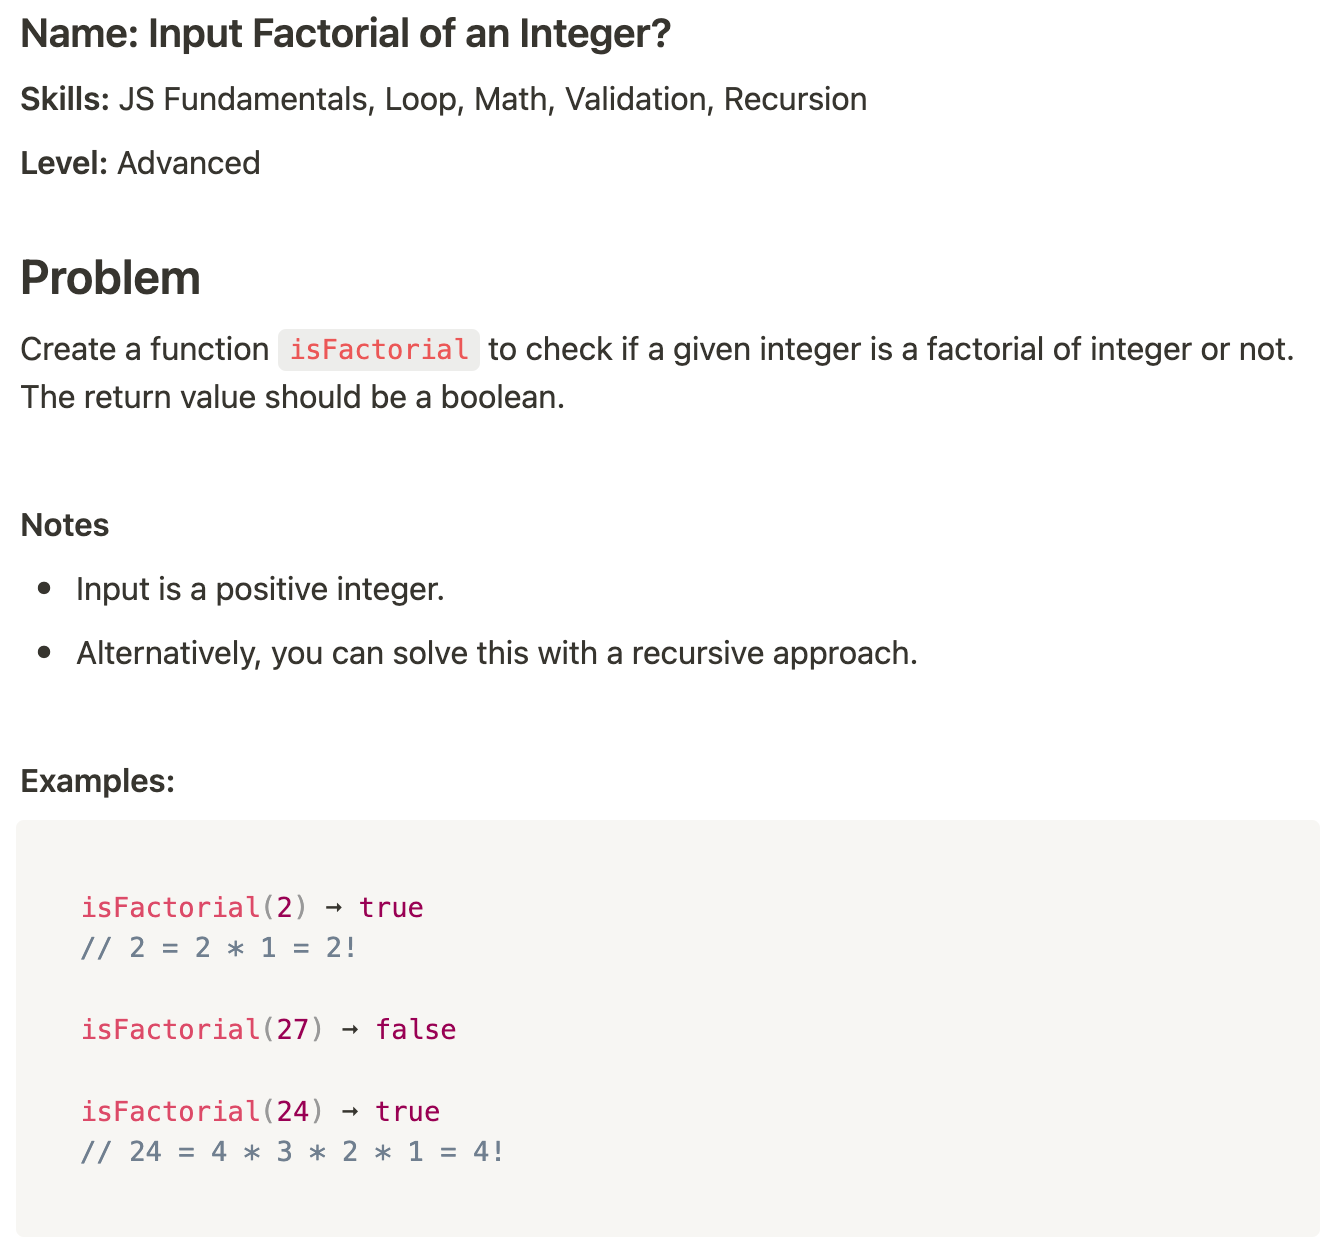 Name: Input Factorial of an Integer?
Skills: JS Fundamentals, Loop, Math, Validation, Recursion
Level: Advanced
Problem
Create a function isFactorial to check if a given integer is a factorial of integer or not.
The return value should be a boolean.
Notes
• Input is a positive integer.
• Alternatively, you can solve this with a recursive approach.
Examples:
isFactorial(2) → true
// 2 = 2 * 1 = 2!
isFactorial(27) → false
isFactorial(24) → true
// 24 = 4 * 3 * 2 * 1 = 4!